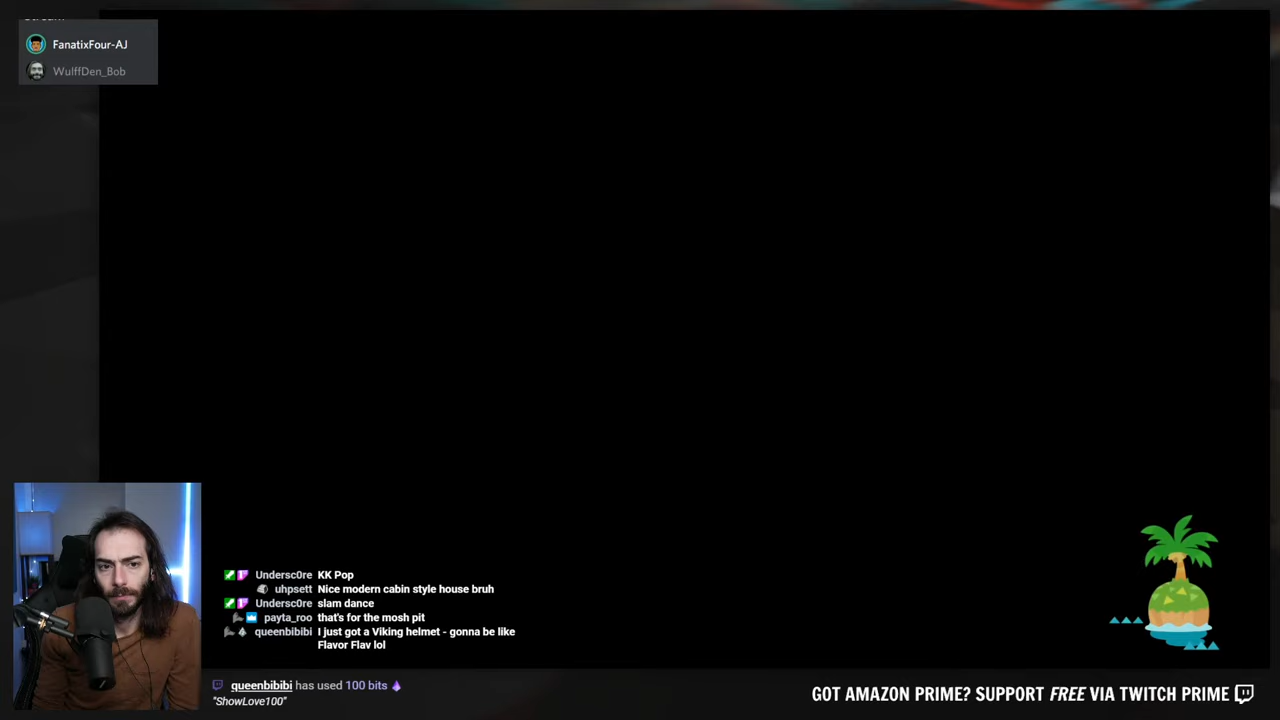 FanatixFour-AJ
WulffDen_Bob
Undersc0re KK Pop
uhpsett Nice modern cabin style house bruh
Undersc0re slam dance
payta_roo that's for the mosh pit
queenbibibi I just got a Viking helmet - gonna be like
Flavor Flav lol
queenbibibi has used 100 bits
"ShowLove100"
GOT AMAZON PRIME? SUPPORT FREE VIA TWITCH PRIME